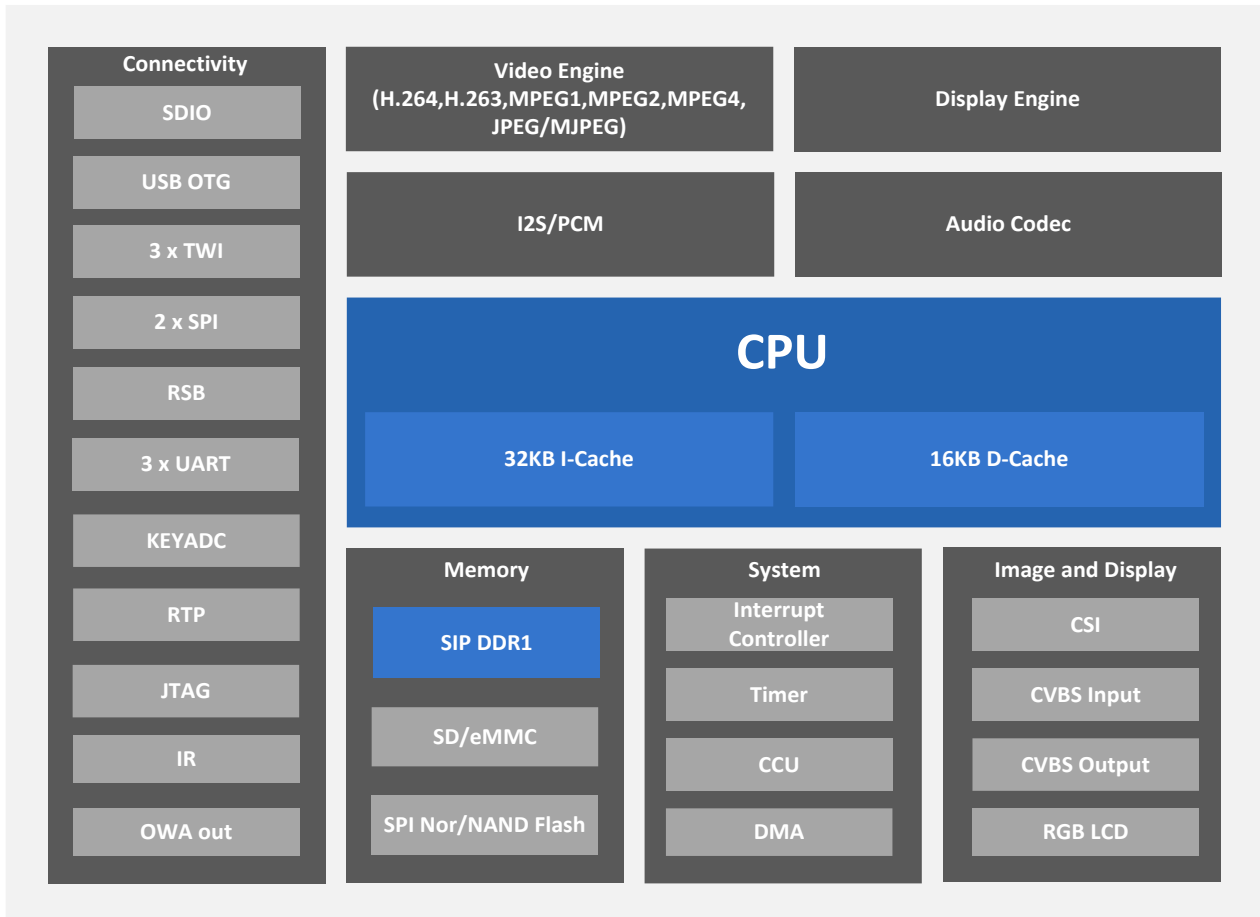 Connectivity
SDIO
USB OTG
3 x TWI
2 x SPI
RSB
3 x UART
KEYADC
RTP
JTAG
IR
OWA out
Video Engine
(H.264,H.263,MPEG1,MPEG2,MPEG4,
JPEG/MJPEG)
Display Engine
I2S/PCM
Audio Codec
CPU
32KB I-Cache
16KB D-Cache
Memory
SIP DDR1
SD/eMMC
SPI Nor/NAND Flash
System
Interrupt
Controller
Timer
CCU
DMA
Image and Display
CSI
CVBS Input
CVBS Output
RGB LCD